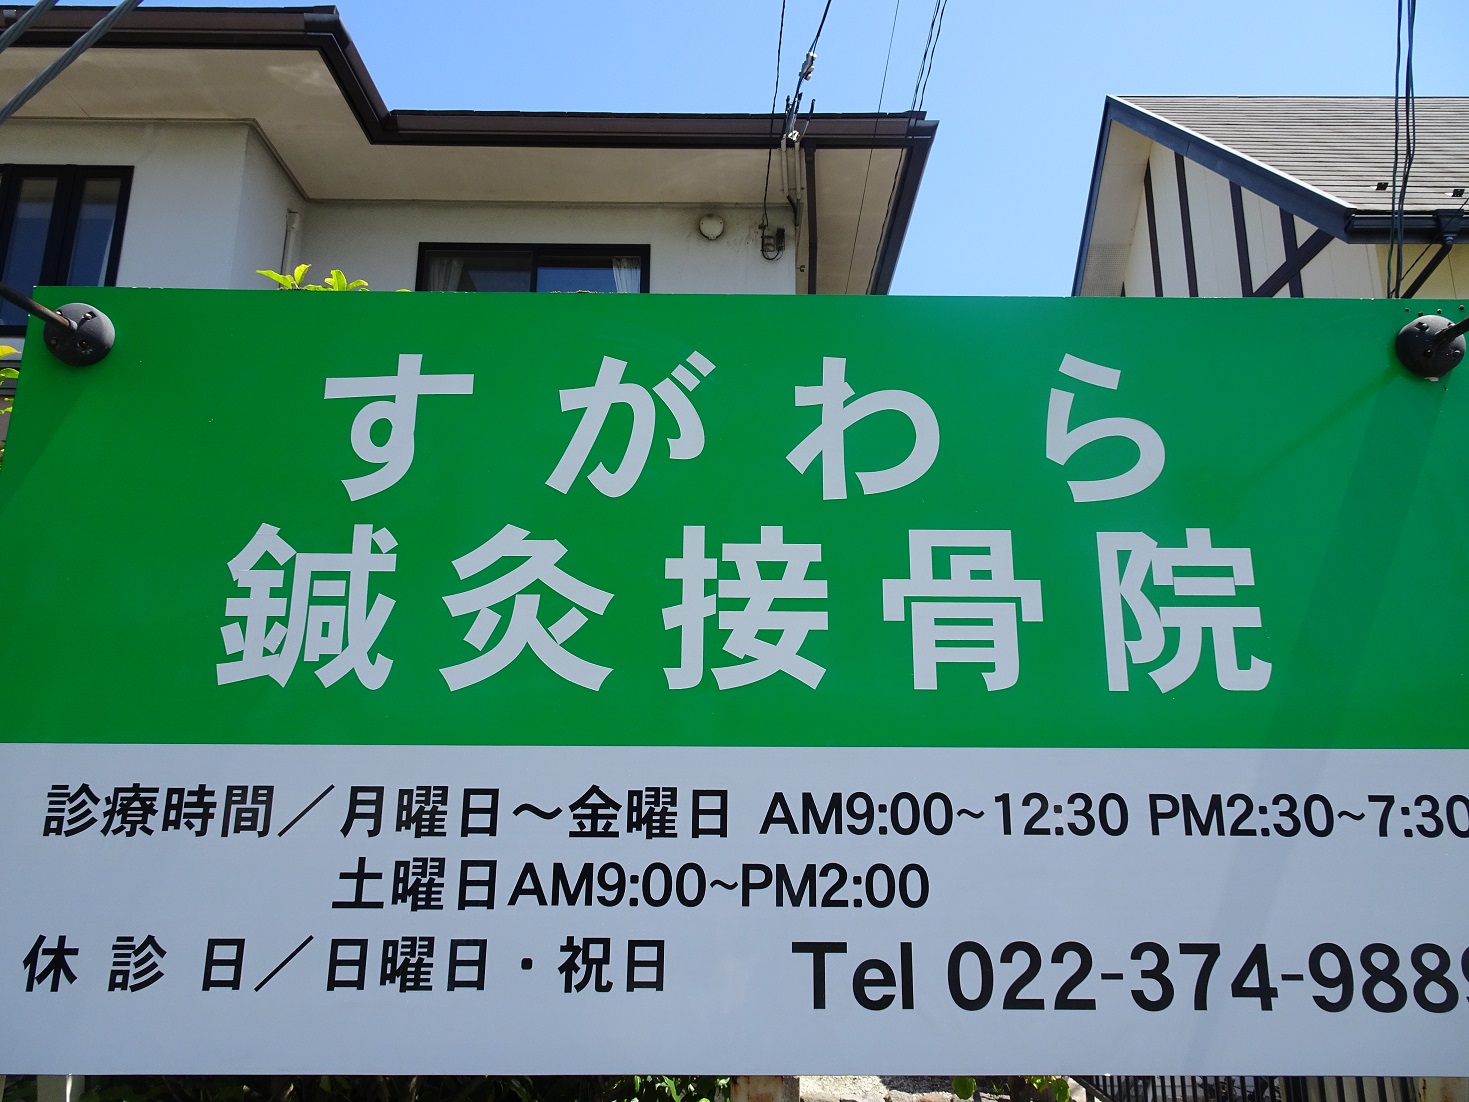 すがわら
鍼灸接骨院
診療時間／月曜日～金曜日 AM9:00~12:30 PM2:30~7:30
土曜日AM9:00~PM2:00
休診日／日曜日・祝日
Tel 022-374-9889